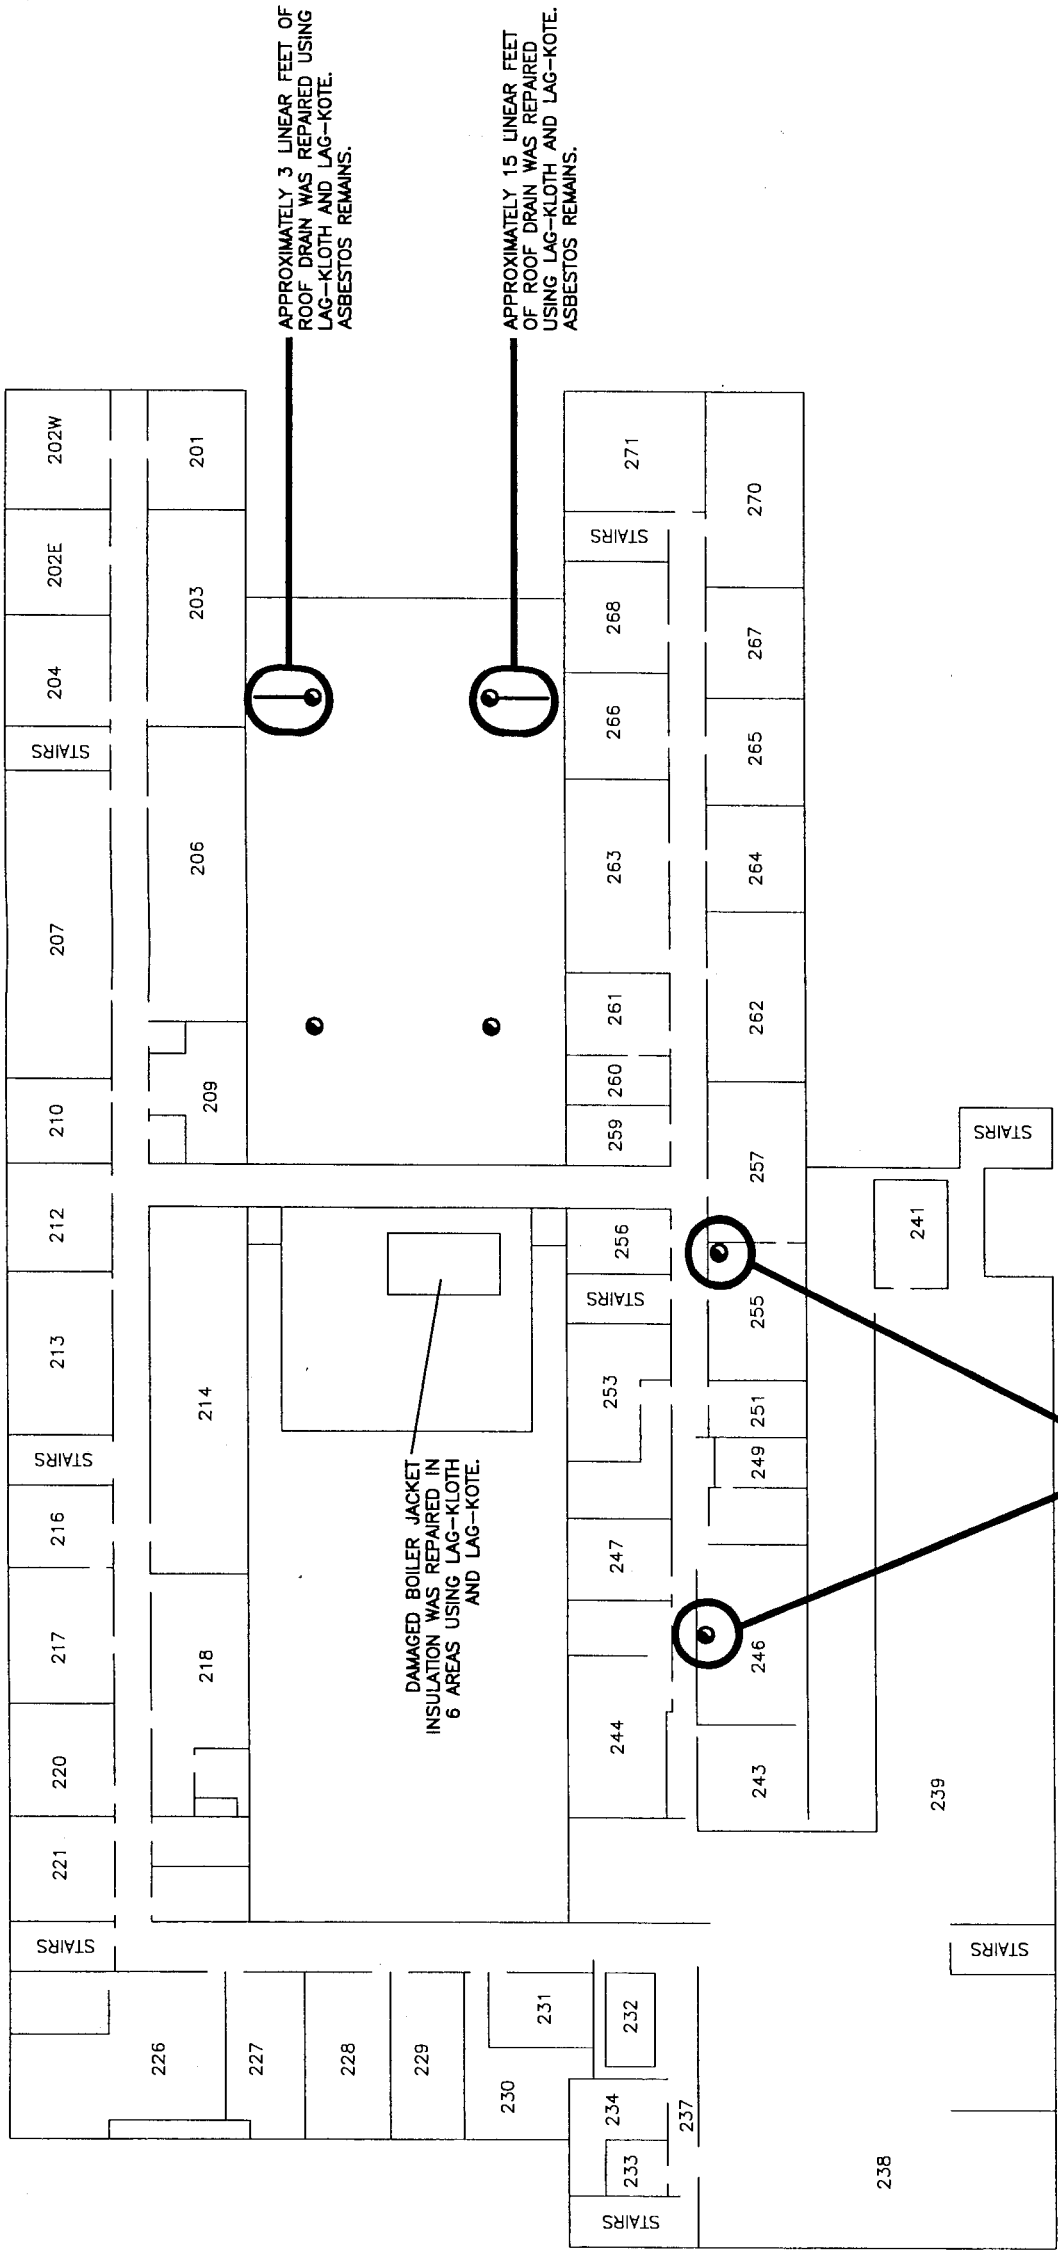 APPROXIMATELY 3 LINEAR FEET OF
ROOF DRAIN WAS REPAIRED USING
LAG-KLOTH AND LAG-KOTE.
ASBESTOS REMAINS.
APPROXIMATELY 15 LINEAR FEET
OF ROOF DRAIN WAS REPAIRED
USING LAG-KLOTH AND LAG-KOTE.
ASBESTOS REMAINS.
221
220
217
216
STAIRS
213
212
210
207
STAIRS
204
202E
202W
STAIRS
218
214
209
206
203
201
226
227
228
229
230
231
232
234
233
237
STAIRS
238
STAIRS
239
DAMAGED BOILER JACKET
INSULATION WAS REPAIRED IN
6 AREAS USING LAG-KLOTH
AND LAG-KOTE.
244
247
253
STAIRS
256
259
260
261
263
266
268
STAIRS
271
243
246
249
251
255
257
262
264
265
267
270
241
STAIRS